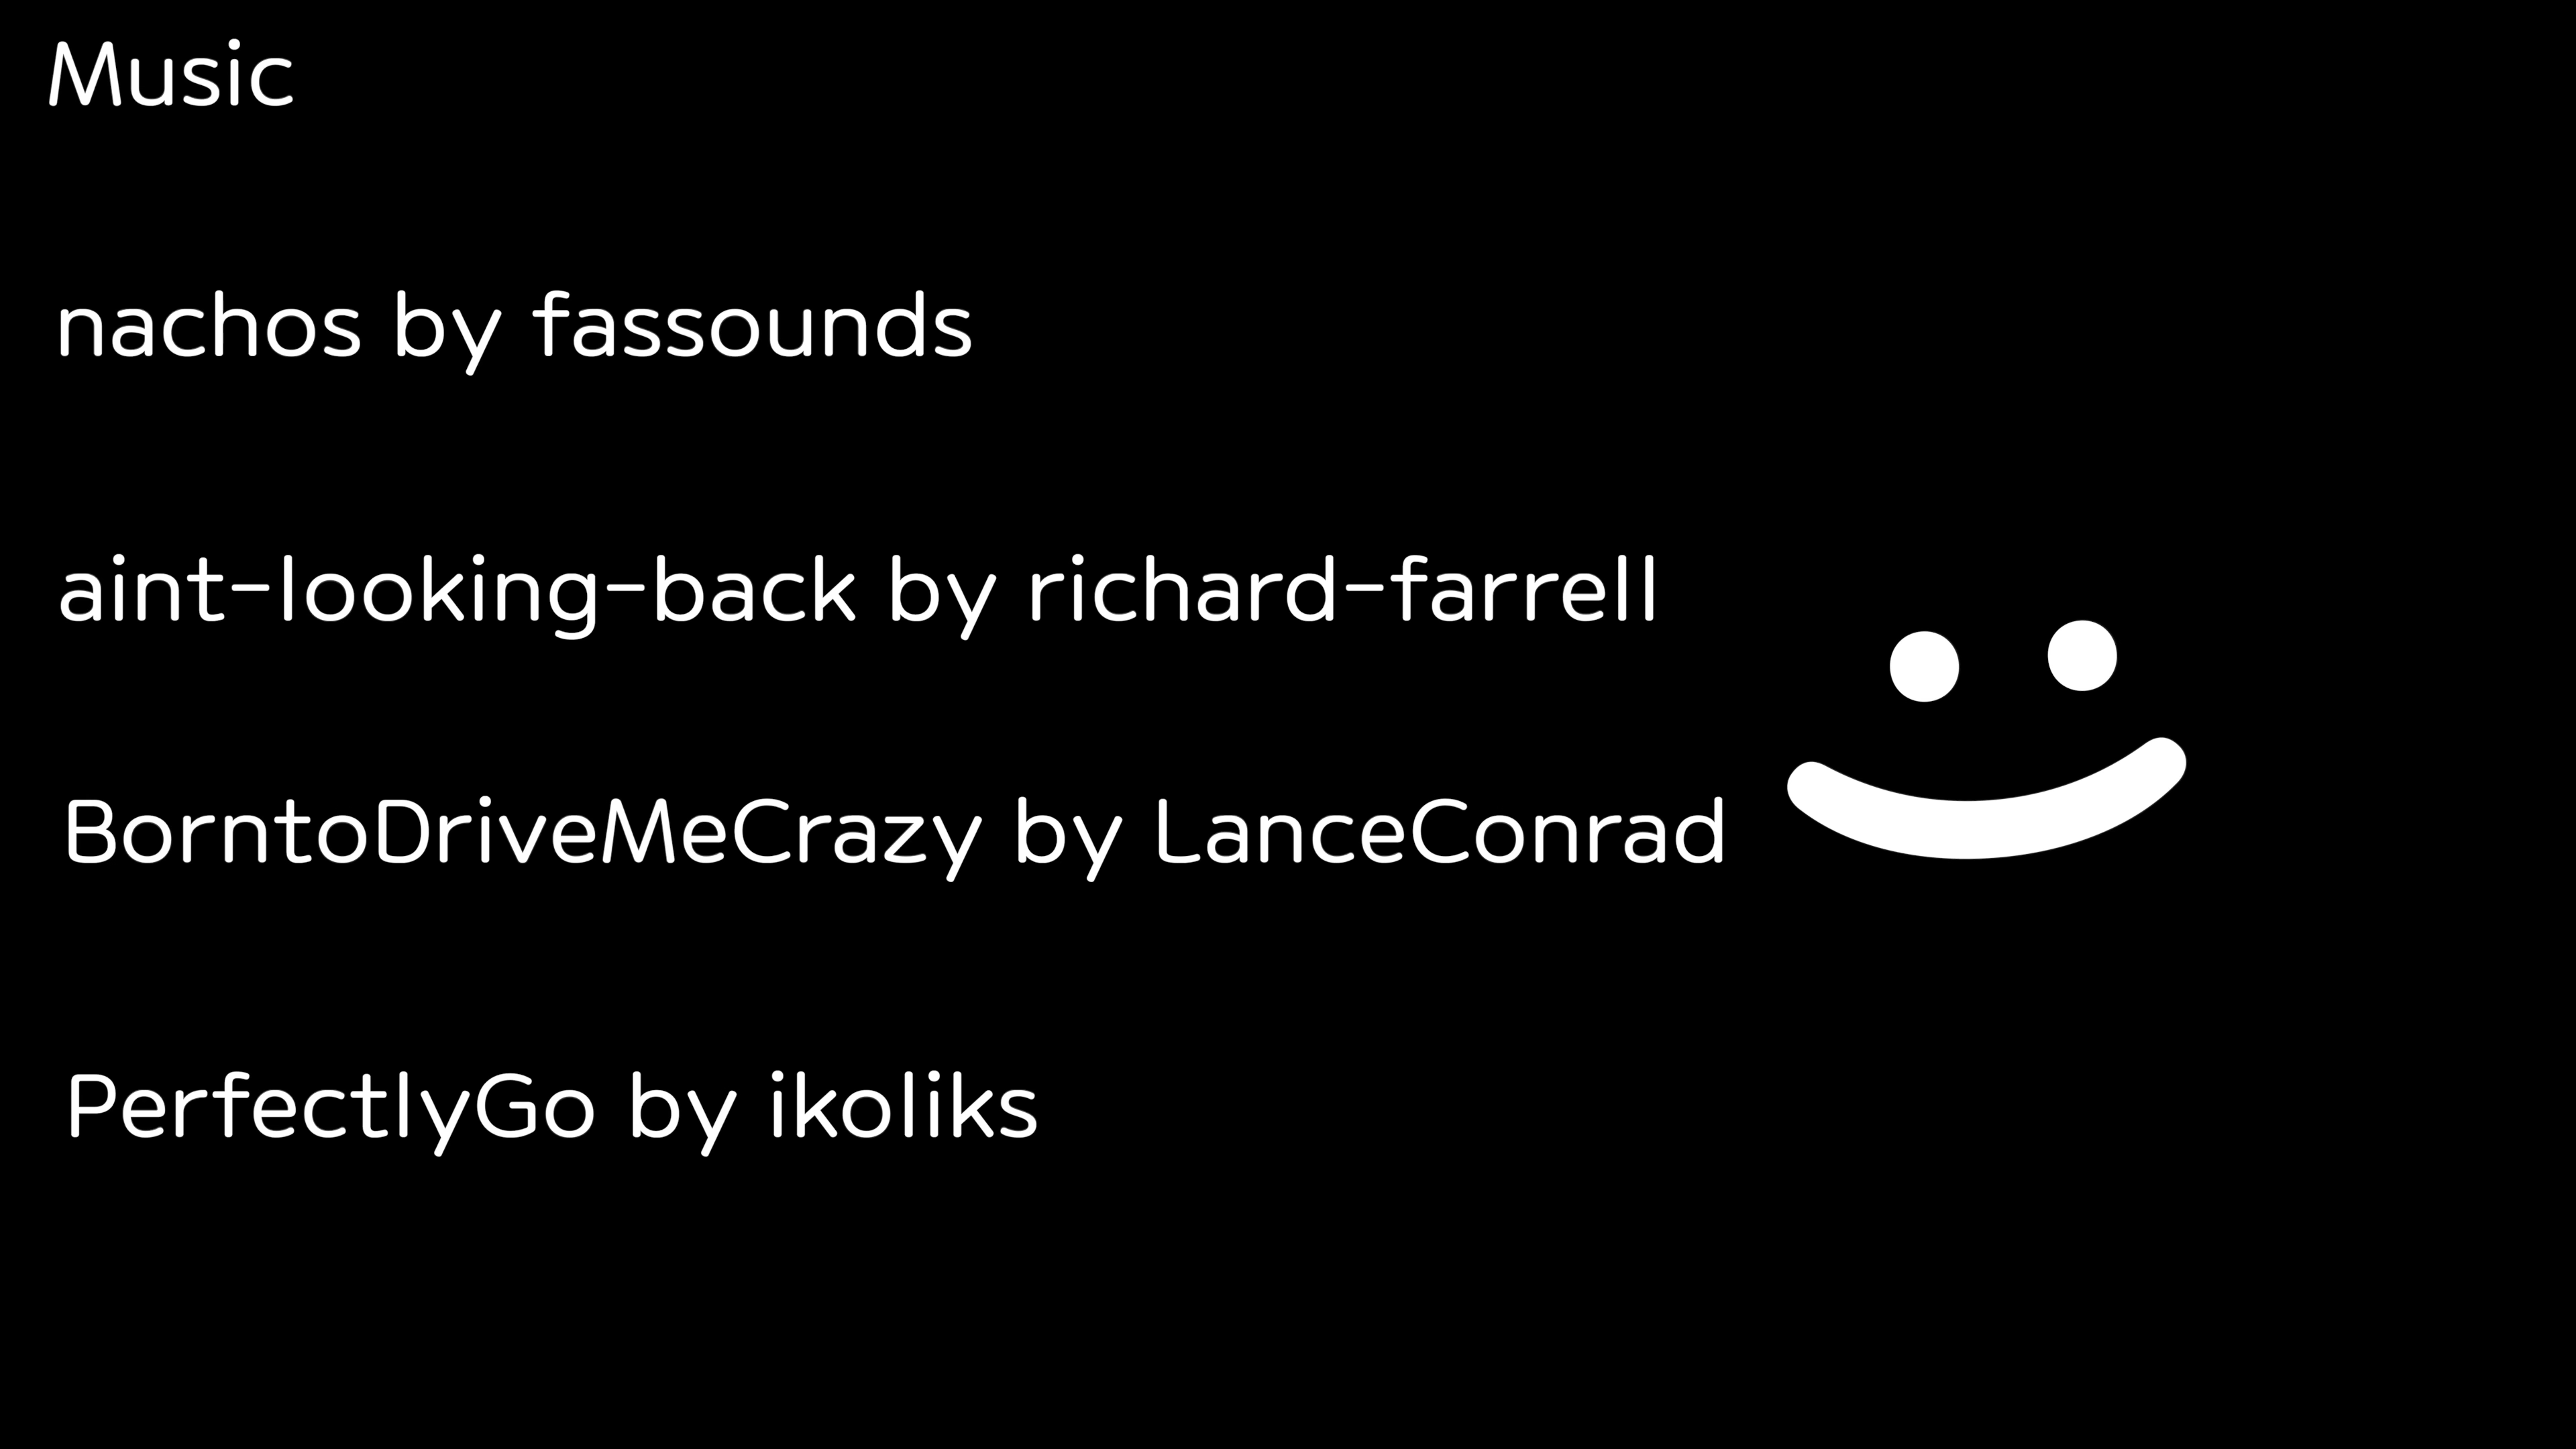 Music
nachos by fassounds
aint-looking-back by richard-farrell
BorntoDriveMeCrazy by LanceConrad
PerfectlyGo by ikoliks